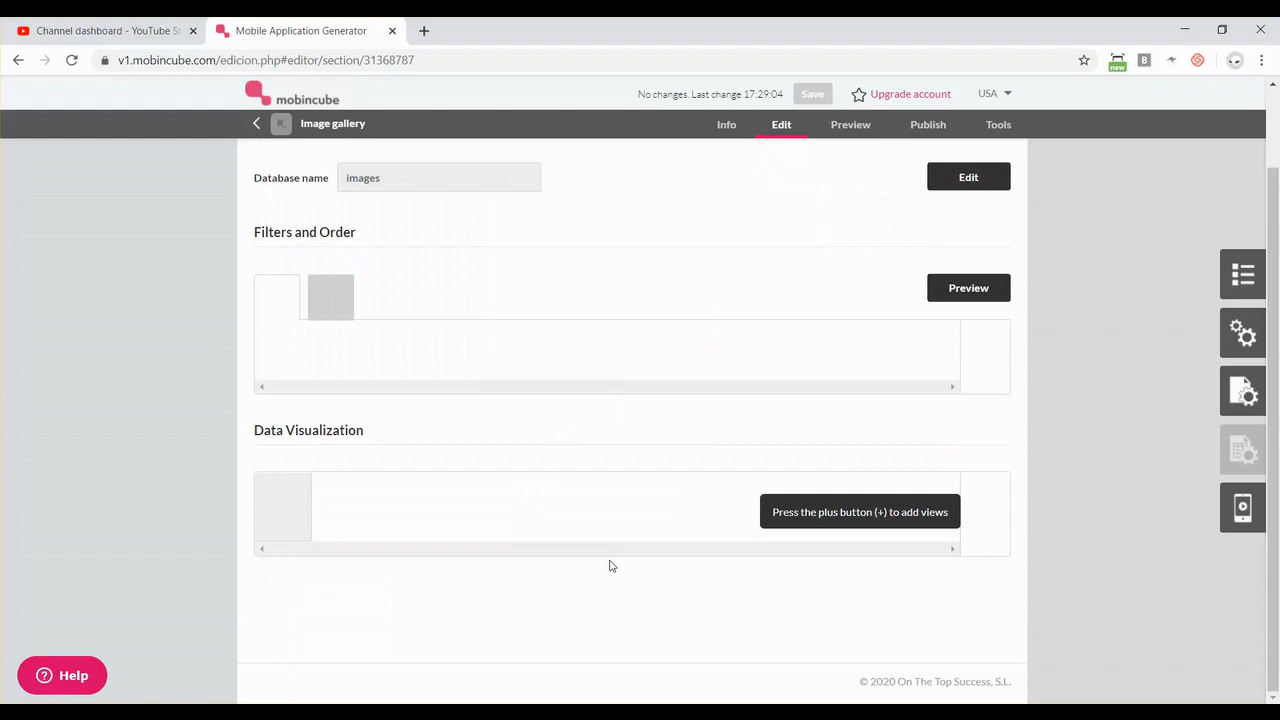 Channel dashboard - YouTube St
Mobile Application Generator
v1.mobincube.com/edicion.php#editor/section/31368787
new
B
mobincube
No changes. Last change 17:29:04
Save
Upgrade account
USA
Image gallery
Info
Edit
Preview
Publish
Tools
Database name
images
Edit
Filters and Order
Preview
Data Visualization
Press the plus button (+) to add views
Help
© 2020 On The Top Success, S.L.